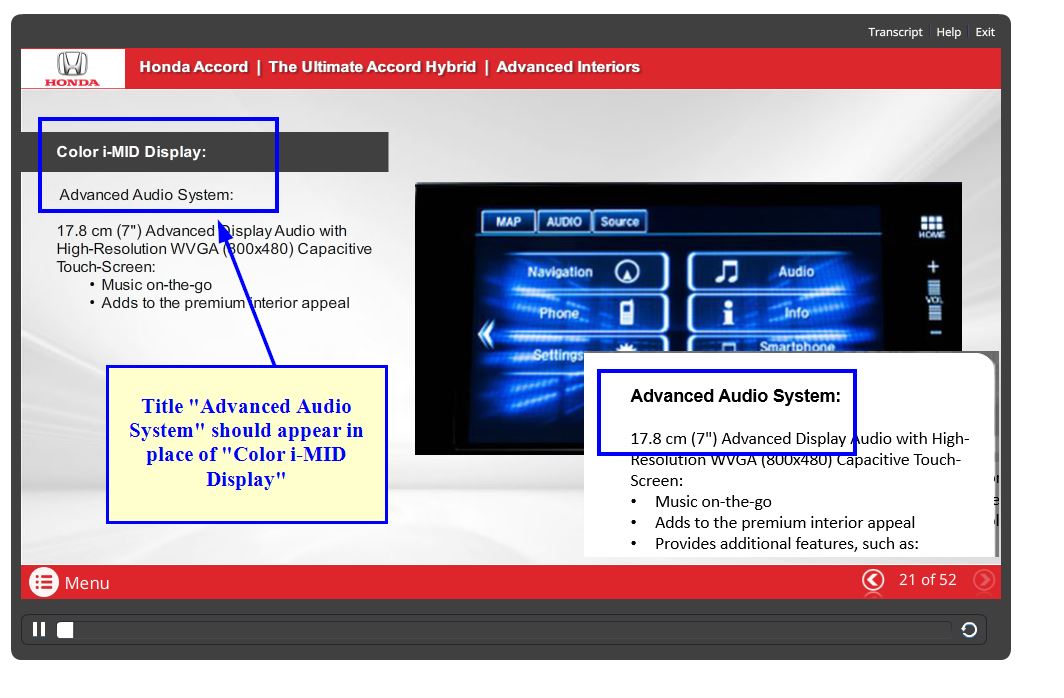 Transcript Help Exit
HONDA
Honda Accord | The Ultimate Accord Hybrid | Advanced Interiors
Color i-MID Display:
Advanced Audio System:
17.8 cm (7") Advanced Display Audio with
High-Resolution WVGA (800x480) Capacitive
Touch-Screen:
• Music on-the-go
• Adds to the premium interior appeal
MAP AUDIO Source
HOME
Navigation Audio
Phone Info
Settings Smartphone
+
VOL
−
Title "Advanced Audio
System" should appear in
place of "Color i-MID
Display"
Advanced Audio System:
17.8 cm (7") Advanced Display Audio with High-
Resolution WVGA (800x480) Capacitive Touch-
Screen:
• Music on-the-go
• Adds to the premium interior appeal
• Provides additional features, such as:
Menu
21 of 52